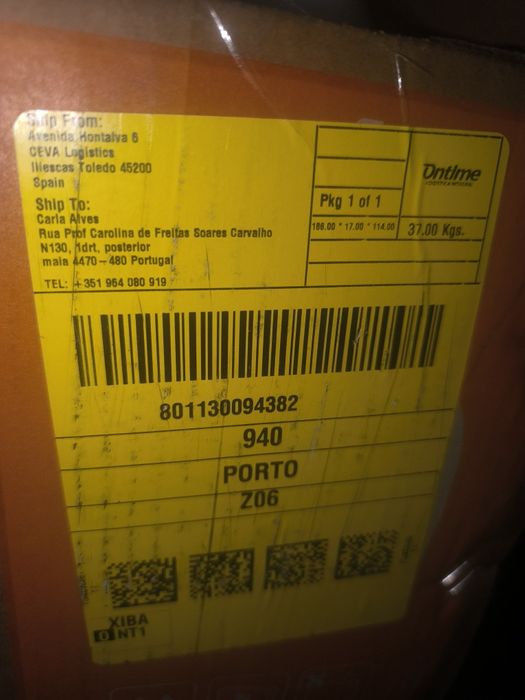 Ship From:
Avenida Hontalva 6
CEVA Logistics
Illescas Toledo 45200
Spain
Ship To:
Carla Alves
Rua Prof Carolina de Freitas Soares Carvalho
N130, 1drt, posterior
maia 4470-480 Portugal
TEL: +351 964 080 919
Ontime
Pkg 1 of 1
186.00 * 17.00 * 114.00
37.00 Kgs.
801130094382
940
PORTO
Z06
XIBA
0 NT1